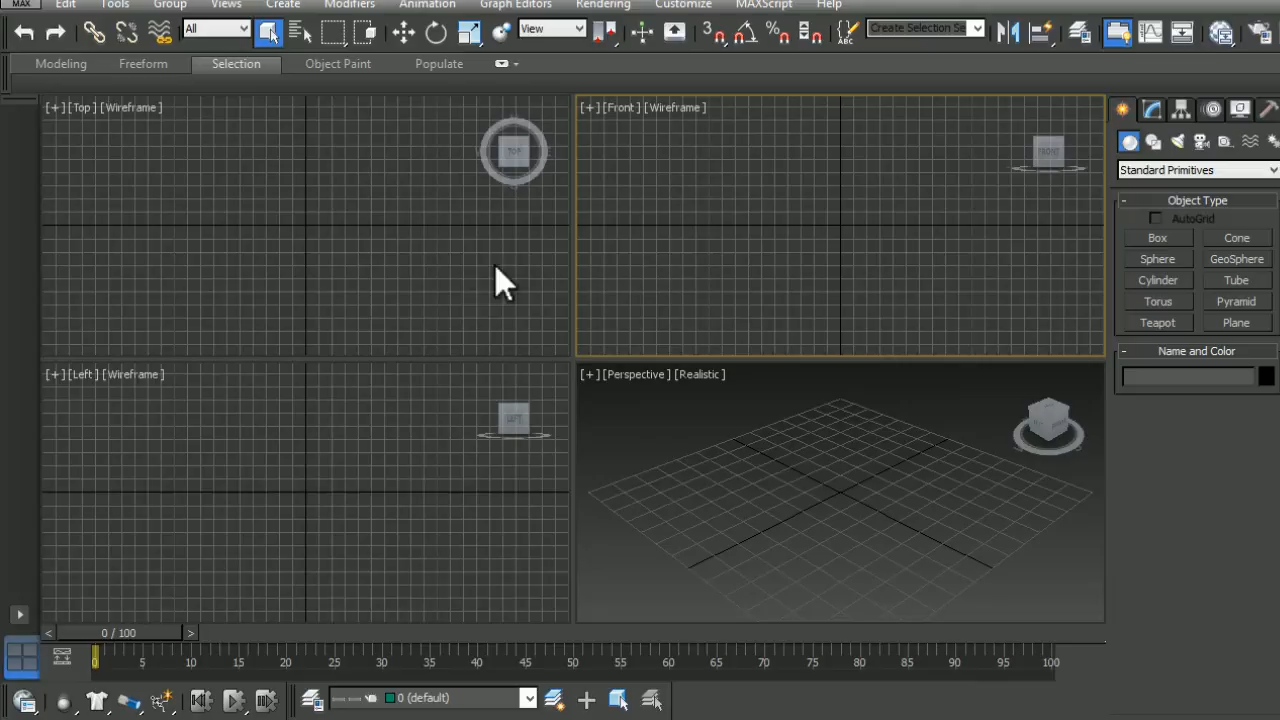 MAX
Edit Tools Group Views Create Modifiers Animation Graph Editors Rendering Customize MAXScript Help
All View 3 % ABC Create Selection Se
Modeling Freeform Selection Object Paint Populate
[+] [Top] [Wireframe]
TOP
[+] [Front] [Wireframe]
FRONT
Standard Primitives
- Object Type
AutoGrid
Box Cone
Sphere GeoSphere
Cylinder Tube
Torus Pyramid
Teapot Plane
- Name and Color
[+] [Left] [Wireframe]
LEFT
[+] [Perspective] [Realistic]
< 0 / 100 >
0 5 10 15 20 25 30 35 40 45 50 55 60 65 70 75 80 85 90 95 100
0 (default)